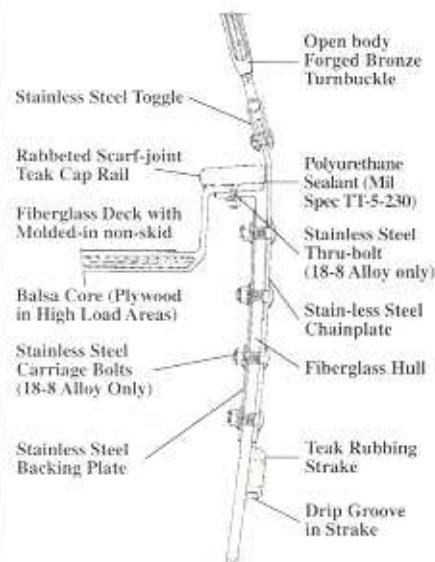 Open body
Forged Bronze
Turnbuckle
Stainless Steel Toggle
Rabbeted Scarf-joint
Teak Cap Rail
Polyurethane
Sealant (Mil
Spec TT-5-230)
Fiberglass Deck with
Molded-in non-skid
Stainless Steel
Thru-bolt
(18-8 Alloy only)
Balsa Core (Plywood
in High Load Areas)
Stain-less Steel
Chainplate
Stainless Steel
Carriage Bolts
(18-8 Alloy Only)
Fiberglass Hull
Stainless Steel
Backing Plate
Teak Rubbing
Strake
Drip Groove
in Strake